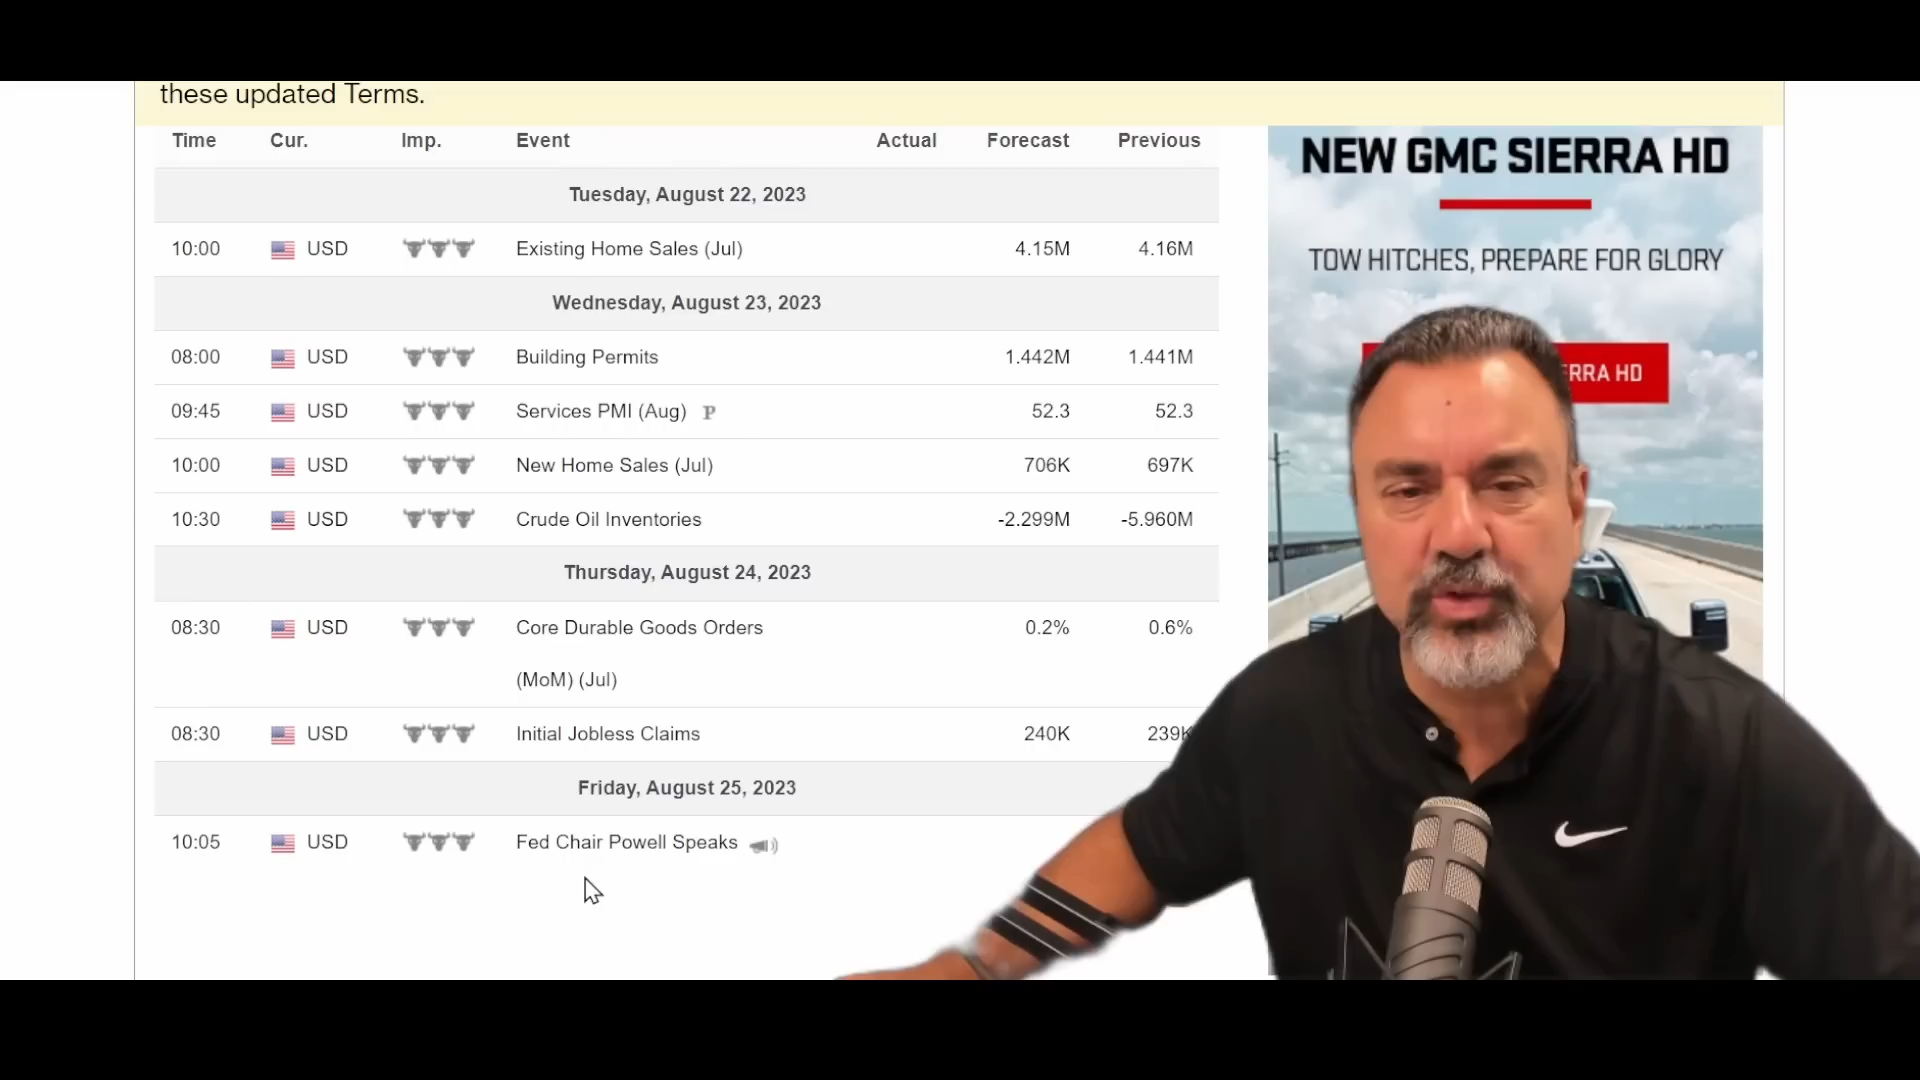 these updated Terms.
Time Cur. Imp. Event Actual Forecast Previous
Tuesday, August 22, 2023
10:00 USD Existing Home Sales (Jul) 4.15M 4.16M
Wednesday, August 23, 2023
08:00 USD Building Permits 1.442M 1.441M
09:45 USD Services PMI (Aug) P 52.3 52.3
10:00 USD New Home Sales (Jul) 706K 697K
10:30 USD Crude Oil Inventories -2.299M -5.960M
Thursday, August 24, 2023
08:30 USD Core Durable Goods Orders 0.2% 0.6%
(MoM) (Jul)
08:30 USD Initial Jobless Claims 240K 239K
Friday, August 25, 2023
10:05 USD Fed Chair Powell Speaks
NEW GMC SIERRA HD
TOW HITCHES, PREPARE FOR GLORY
HD